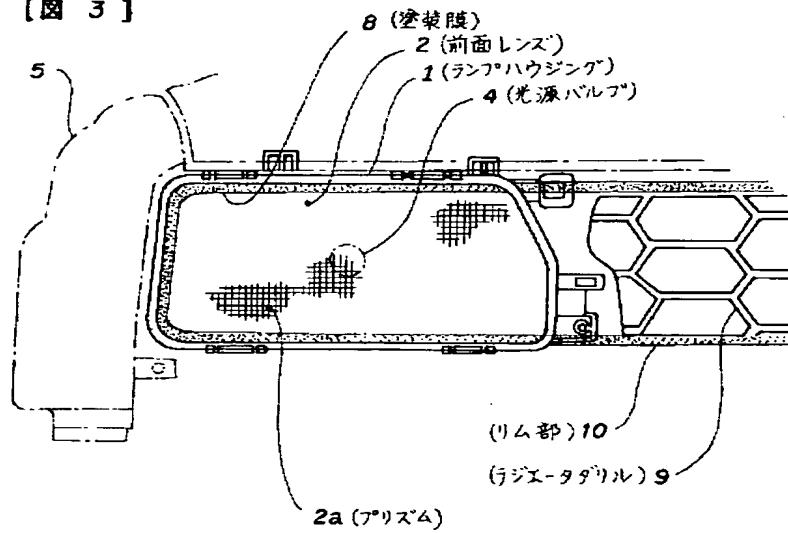 [図 3]
8 (塗装膜)
2 (前面レンズ)
1 (ランプハウジング)
4 (光源バルブ)
5
(リム部) 10
(ラジエータグリル) 9
2a (プリズム)